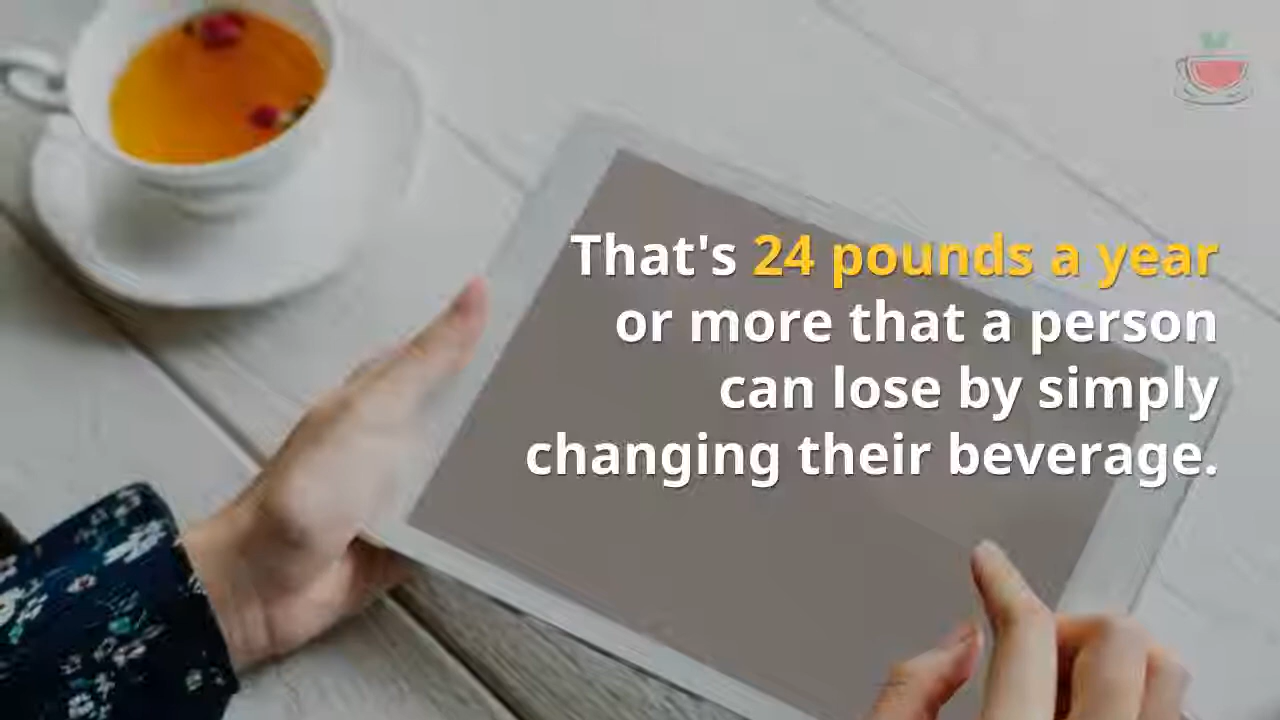 That's 24 pounds a year
or more that a person
can lose by simply
changing their beverage.